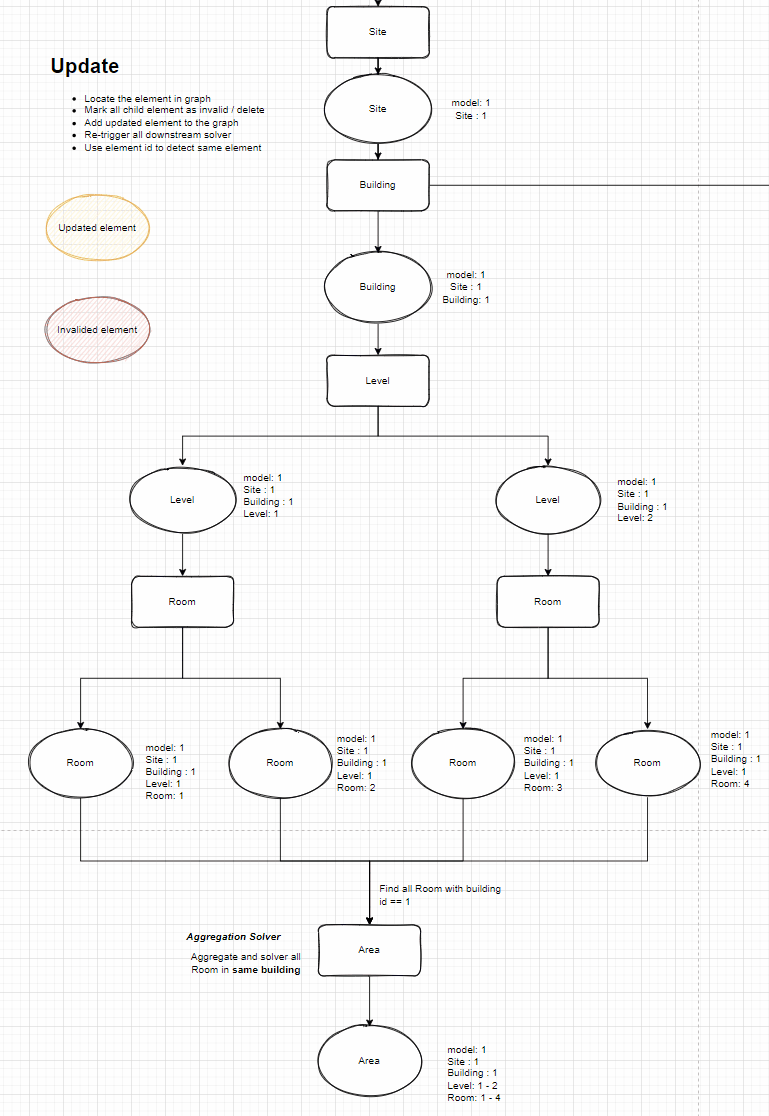 Site
Update
Locate the element in graph
Mark all child element as invalid / delete
Add updated element to the graph
Re-trigger all downstream solver
Use element id to detect same element
Site
model: 1
Site : 1
Building
Updated element
Building
model: 1
Site : 1
Building: 1
Invalided element
Level
Level
model: 1
Site : 1
Building : 1
Level: 1
Level
model: 1
Site : 1
Building : 1
Level: 2
Room
Room
Room
model: 1
Site : 1
Building : 1
Level: 1
Room: 1
Room
model: 1
Site : 1
Building : 1
Level: 1
Room: 2
Room
model: 1
Site : 1
Building : 1
Level: 1
Room: 3
Room
model: 1
Site : 1
Building : 1
Level: 1
Room: 4
Find all Room with building
id == 1
Aggregation Solver
Aggregate and solver all
Room in same building
Area
Area
model: 1
Site : 1
Building : 1
Level: 1 - 2
Room: 1 - 4